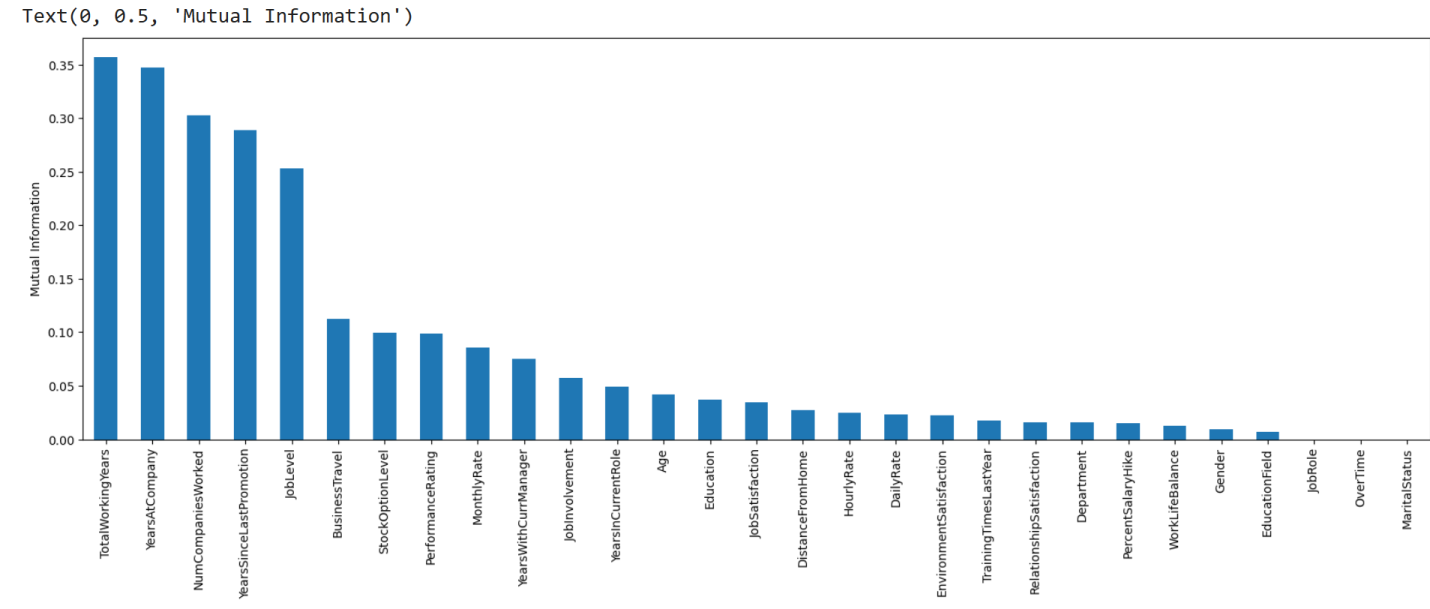 Text(0, 0.5, 'Mutual Information')
0.35
0.30
0.25
0.20
0.15
0.10
0.05
0.00
Mutual Information
TotalWorkingYears
YearsAtCompany
NumCompaniesWorked
YearsSinceLastPromotion
JobLevel
BusinessTravel
StockOptionLevel
PerformanceRating
MonthlyRate
YearsWithCurrManager
JobInvolvement
YearsInCurrentRole
Age
Education
JobSatisfaction
DistanceFromHome
HourlyRate
DailyRate
EnvironmentSatisfaction
TrainingTimesLastYear
RelationshipSatisfaction
Department
PercentSalaryHike
WorkLifeBalance
Gender
EducationField
JobRole
OverTime
MaritalStatus